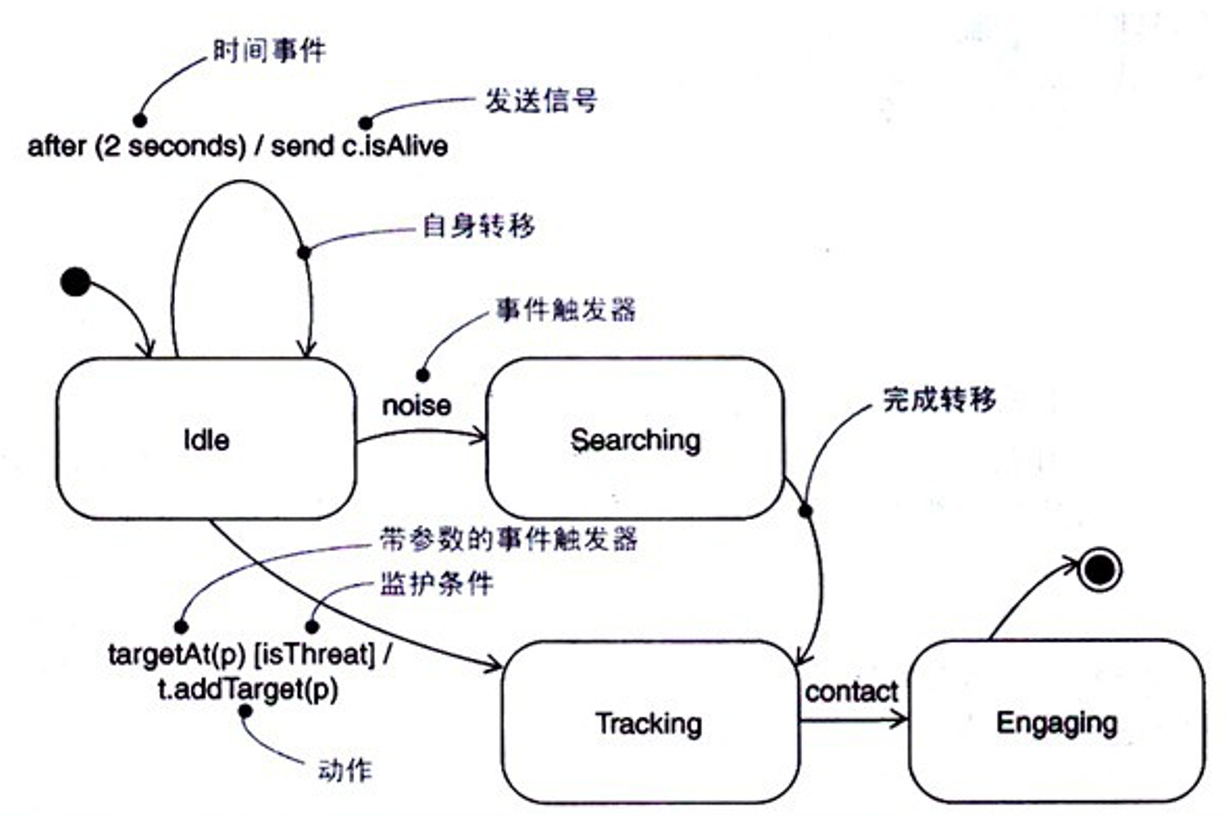 时间事件
发送信号
after (2 seconds) / send c.isAlive
自身转移
事件触发器
noise
完成转移
Idle
Searching
带参数的事件触发器
监护条件
targetAt(p) [isThreat] /
t.addTarget(p)
contact
Tracking
Engaging
动作